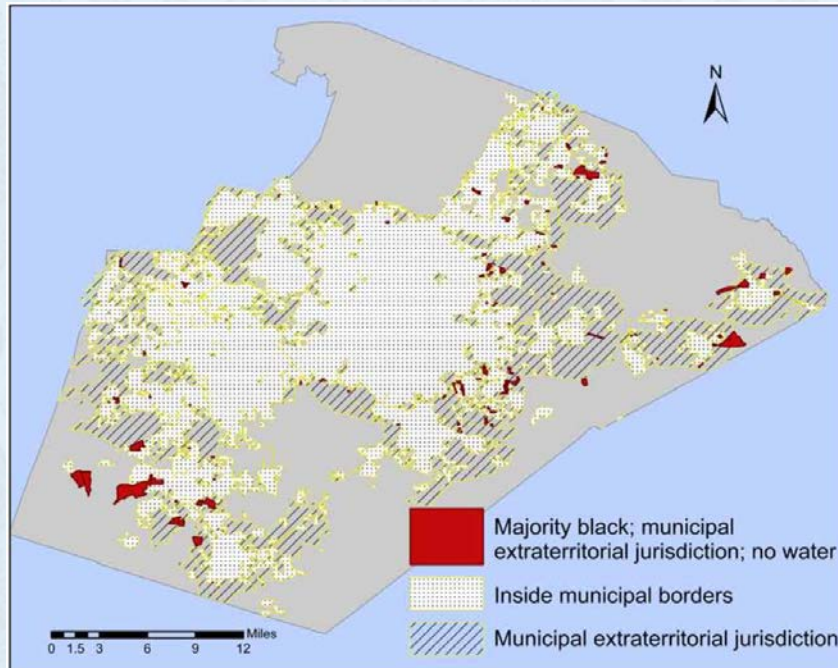 N
Majority black; municipal
extraterritorial jurisdiction; no water
Inside municipal borders
Municipal extraterritorial jurisdiction
Miles
0 1.5 3 6 9 12